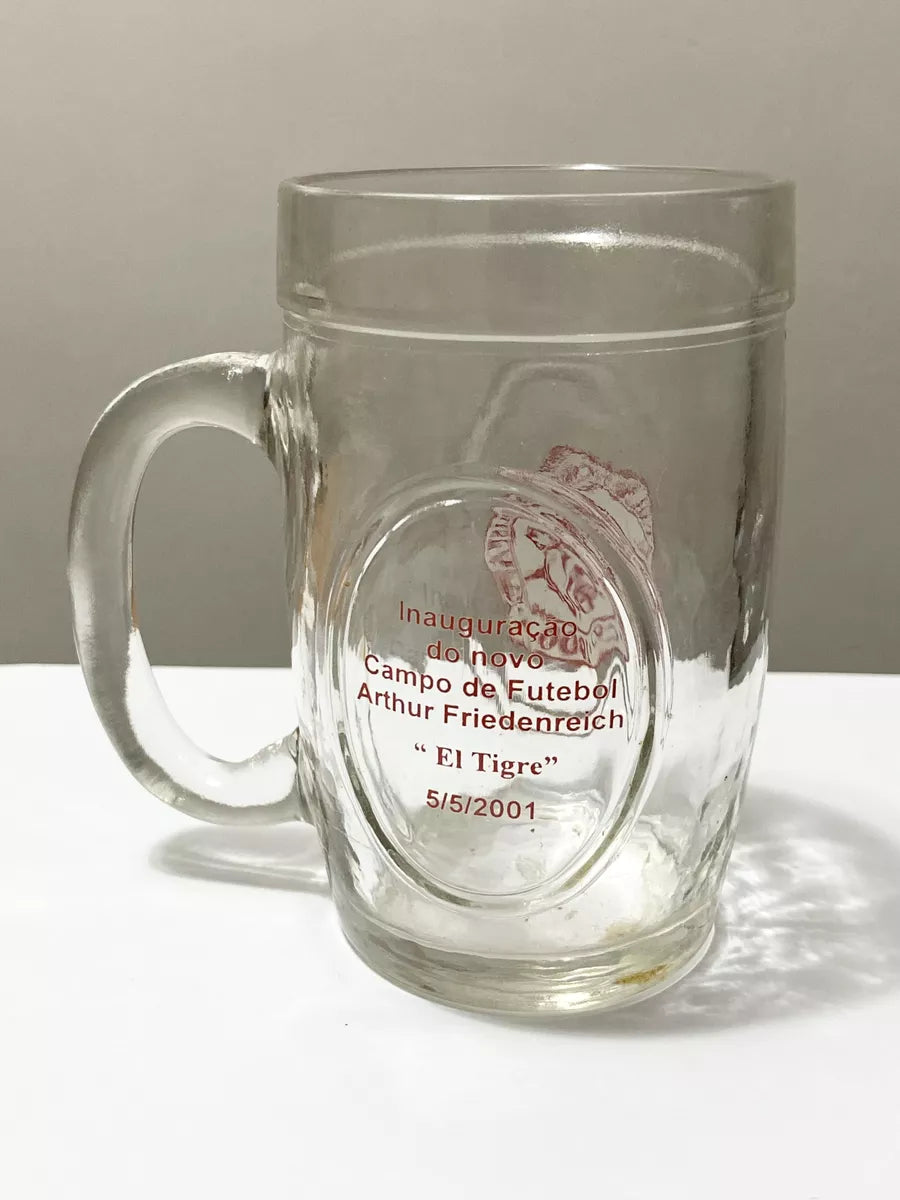 Inauguração
do novo
Campo de Futebol
Arthur Friedenreich
“ El Tigre”
5/5/2001